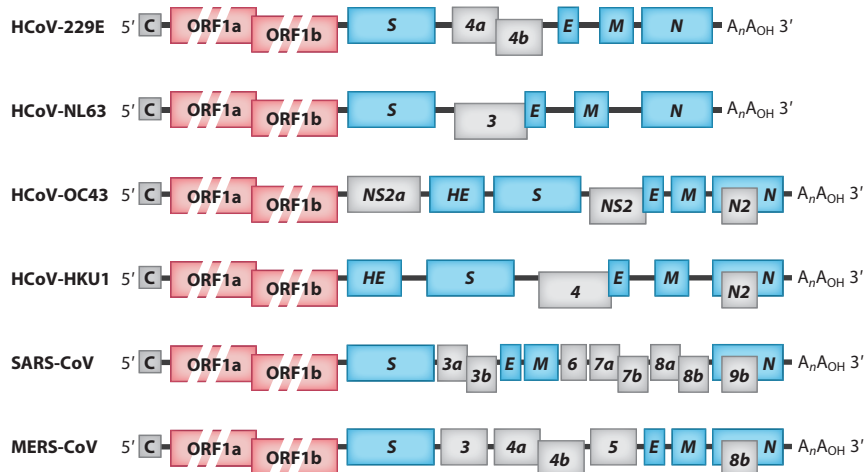 HCoV-229E 5′ C ORF1a ORF1b S 4a 4b E M N AnAOH 3′
HCoV-NL63 5′ C ORF1a ORF1b S 3 E M N AnAOH 3′
HCoV-OC43 5′ C ORF1a ORF1b NS2a HE S NS2 E M N2 N AnAOH 3′
HCoV-HKU1 5′ C ORF1a ORF1b HE S 4 E M N2 N AnAOH 3′
SARS-CoV 5′ C ORF1a ORF1b S 3a 3b E M 6 7a 7b 8a 8b 9b N AnAOH 3′
MERS-CoV 5′ C ORF1a ORF1b S 3 4a 4b 5 E M 8b N AnAOH 3′